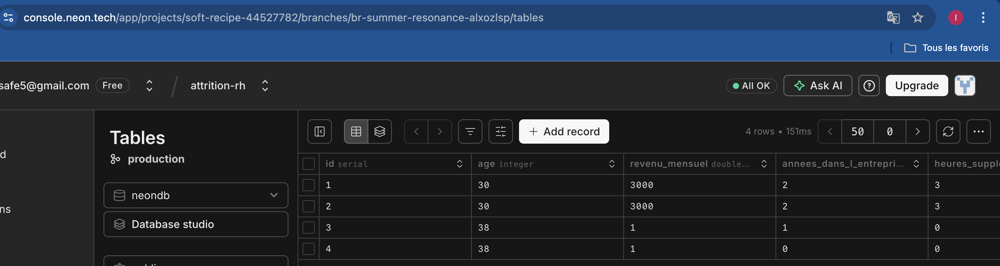 console.neon.tech/app/projects/soft-recipe-44527782/branches/br-summer-resonance-alxozlsp/tables
I
Tous les favoris
safe5@gmail.com Free / attrition-rh
All OK Ask AI Upgrade
d
ns
Tables
production
neondb
Database studio
Add record
4 rows • 151ms 50 0
id serial age integer revenu_mensuel double... annees_dans_l_entrepri... heures_supple
1 30 3000 2 3
2 30 3000 2 3
3 38 1 1 0
4 38 1 0 0